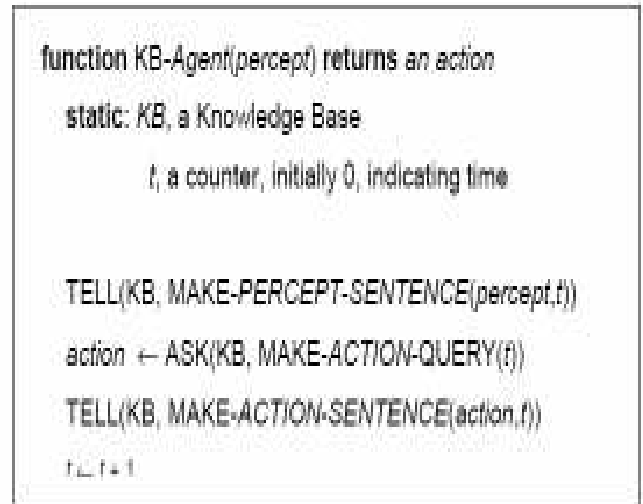 function KB-Agent(percept) returns an action
static: KB, a Knowledge Base
t, a counter, initially 0, indicating time
TELL(KB, MAKE-PERCEPT-SENTENCE(percept,t))
action ← ASK(KB, MAKE-ACTION-QUERY(t))
TELL(KB, MAKE-ACTION-SENTENCE(action,t))
t ← t + 1